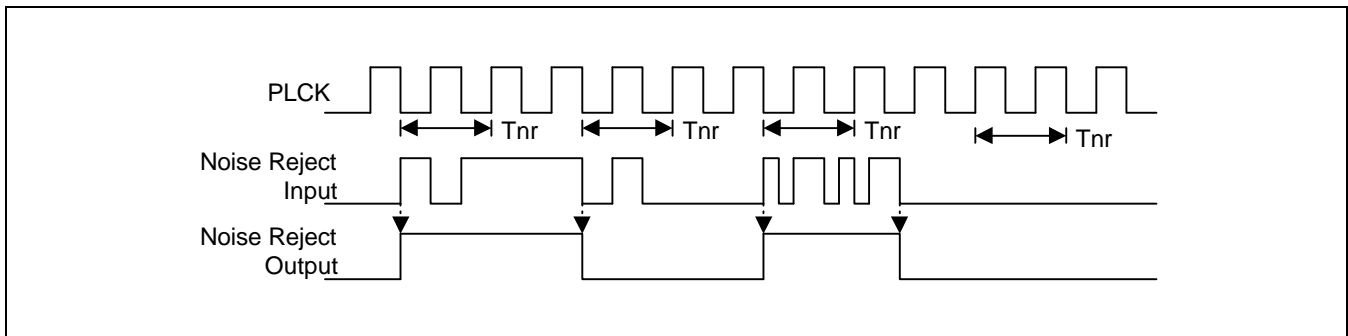 PLCK
Tnr Tnr Tnr Tnr
Noise Reject
Input
Noise Reject
Output